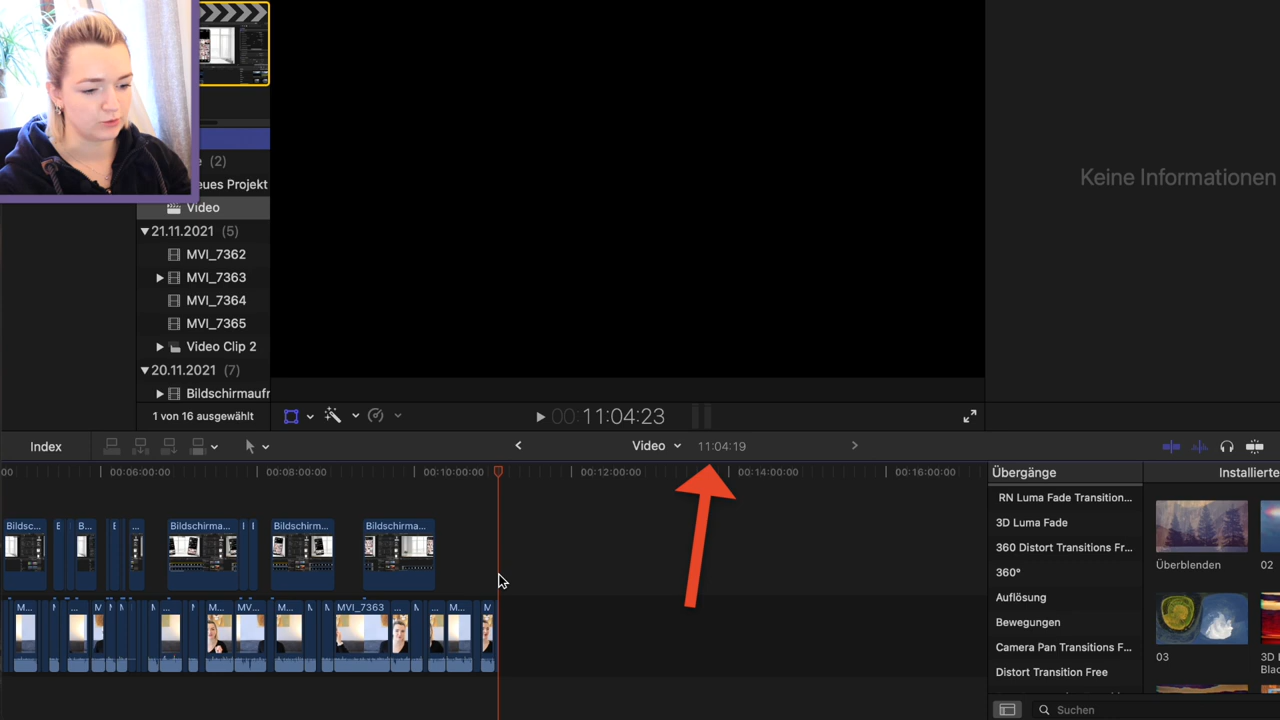 (2)
eues Projekt
Video
21.11.2021 (5)
MVI_7362
MVI_7363
MVI_7364
MVI_7365
Video Clip 2
20.11.2021 (7)
Bildschirmaufr
1 von 16 ausgewählt
00:11:04:23
Keine Informationen
Index
Video
11:04:19
00
00:06:00:00
00:08:00:00
00:10:00:00
00:12:00:00
00:14:00:00
00:16:00:00
Bildsc...
B...
...
Bildschirma...
Bildschirm...
Bildschirma...
M...
...
M
M
M
M
...
M...
MV...
M...
M
M
MVI_7363
...
M
...
M...
M
Übergänge
RN Luma Fade Transition...
3D Luma Fade
360 Distort Transitions Fr...
360°
Auflösung
Bewegungen
Camera Pan Transitions F...
Distort Transition Free
Installierte
Überblenden
02
03
3D
Blac
Suchen